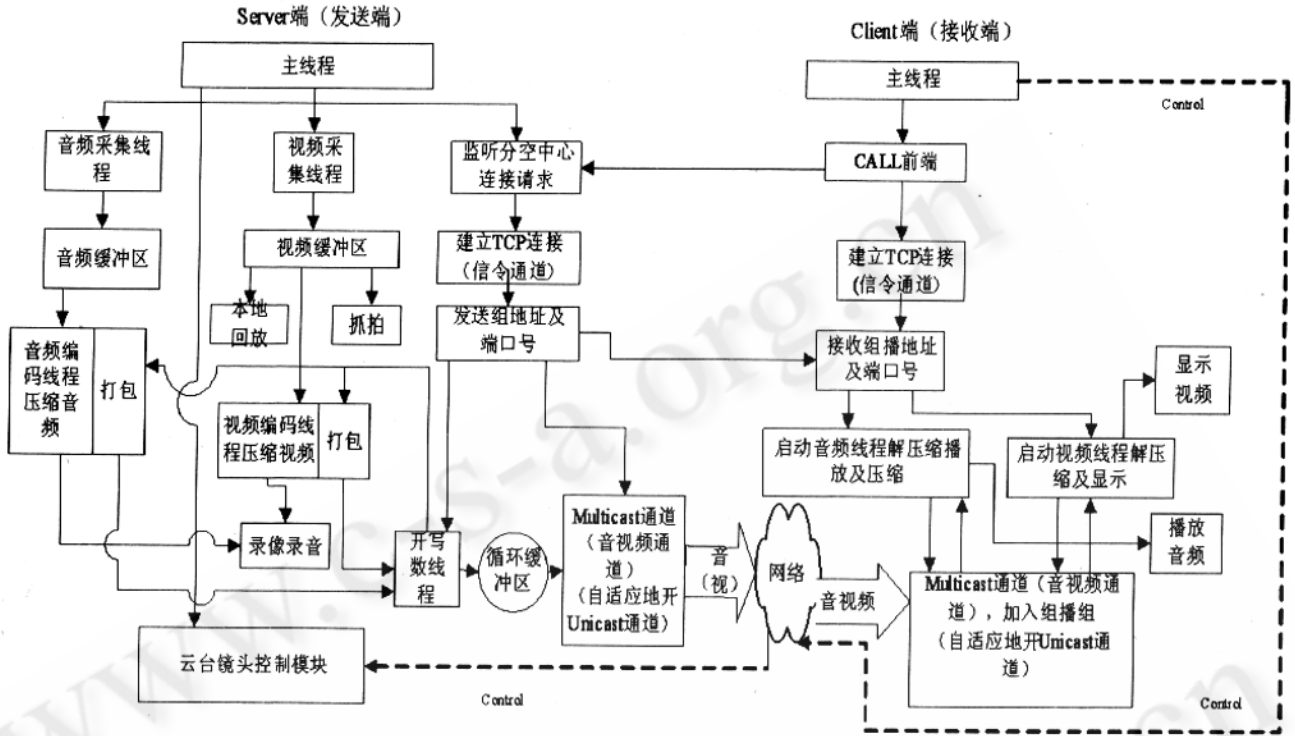 Server端（发送端）
Client端（接收端）
主线程
主线程
Control
音频采集线
程
视频采
集线程
监听分空中心
连接请求
CALL前端
音频缓冲区
视频缓冲区
建立TCP连接
（信令通道）
建立TCP连接
(信令通道）
本地
回放
抓拍
发送组地址及
端口号
接收组播地址
及端口号
显示
视频
音频编
码线程
压缩音
频
打包
视频编码线
程压缩视频
打包
启动音频线程解压缩播
放及压缩
启动视频线程解压
缩及显示
录像录音
开写
数线
程
循环缓
冲区
Multicast通道
（音视频通
道）
（自适应地开
Unicast通道）
音
（视）
网络
音视频
播放
音频
Multicast通道（音视频通
道），加入组播组
（自适应地开Unicast通
道）
云台镜头控制模块
Control
Control
www.c-s-a.org.cn